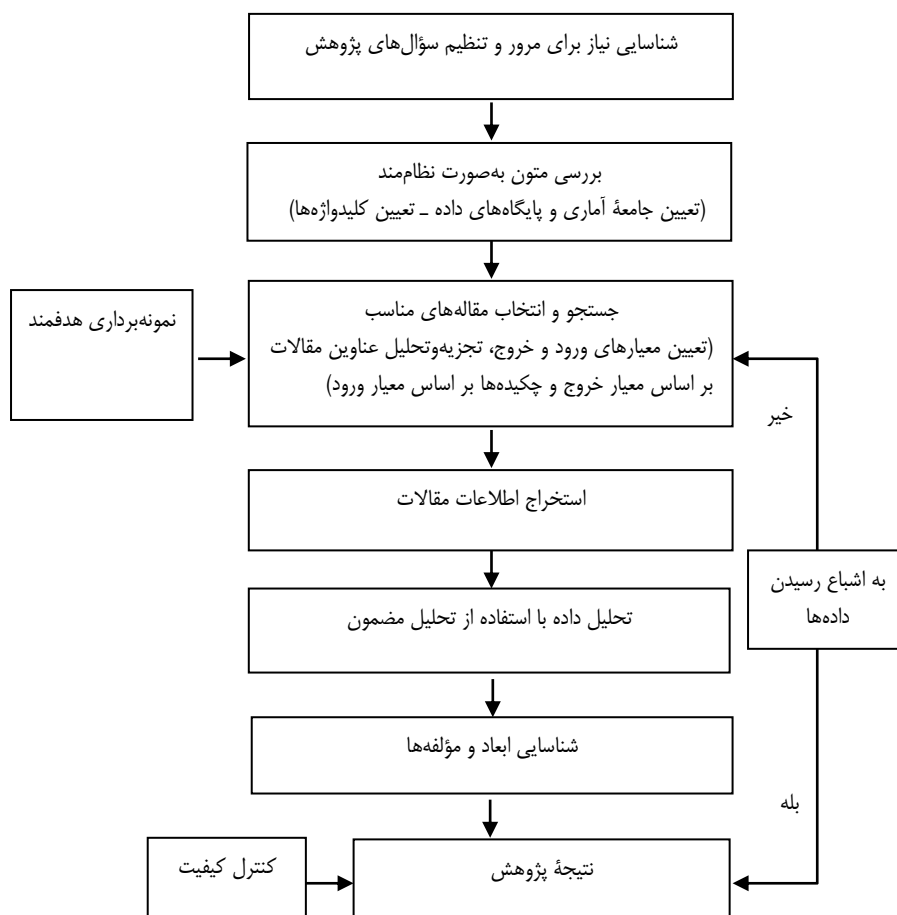 شناسایی نیاز برای مرور و تنظیم سؤال‌های پژوهش
بررسی متون به‌صورت نظام‌مند
(تعیین جامعۀ آماری و پایگاه‌های داده ـ تعیین کلیدواژه‌ها)
جستجو و انتخاب مقاله‌های مناسب
(تعیین معیارهای ورود و خروج، تجزیه‌وتحلیل عناوین مقالات
بر اساس معیار خروج و چکیده‌ها بر اساس معیار ورود)
نمونه‌برداری هدفمند
خیر
استخراج اطلاعات مقالات
به اشباع رسیدن
داده‌ها
تحلیل داده با استفاده از تحلیل مضمون
شناسایی ابعاد و مؤلفه‌ها
بله
نتیجۀ پژوهش
کنترل کیفیت